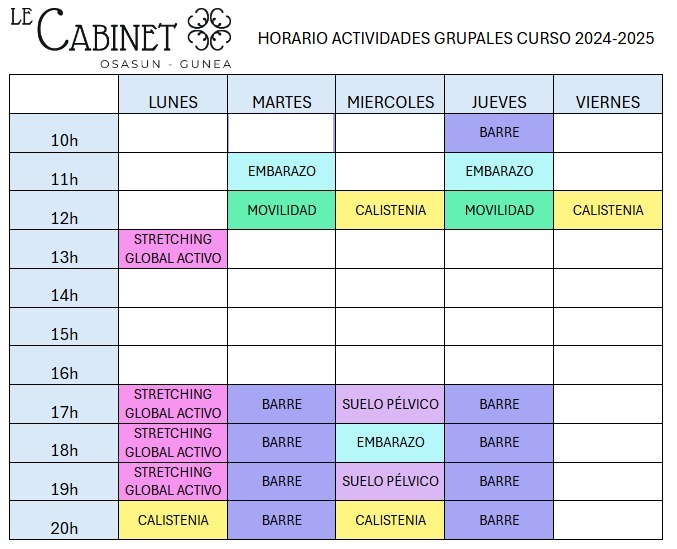 LE CABINET
OSASUN - GUNEA
HORARIO ACTIVIDADES GRUPALES CURSO 2024-2025
LUNES MARTES MIERCOLES JUEVES VIERNES
10h BARRE
11h EMBARAZO EMBARAZO
12h MOVILIDAD CALISTENIA MOVILIDAD CALISTENIA
13h STRETCHING
GLOBAL ACTIVO
14h
15h
16h
17h STRETCHING
GLOBAL ACTIVO BARRE SUELO PÉLVICO BARRE
18h STRETCHING
GLOBAL ACTIVO BARRE EMBARAZO BARRE
19h STRETCHING
GLOBAL ACTIVO BARRE SUELO PÉLVICO BARRE
20h CALISTENIA BARRE CALISTENIA BARRE